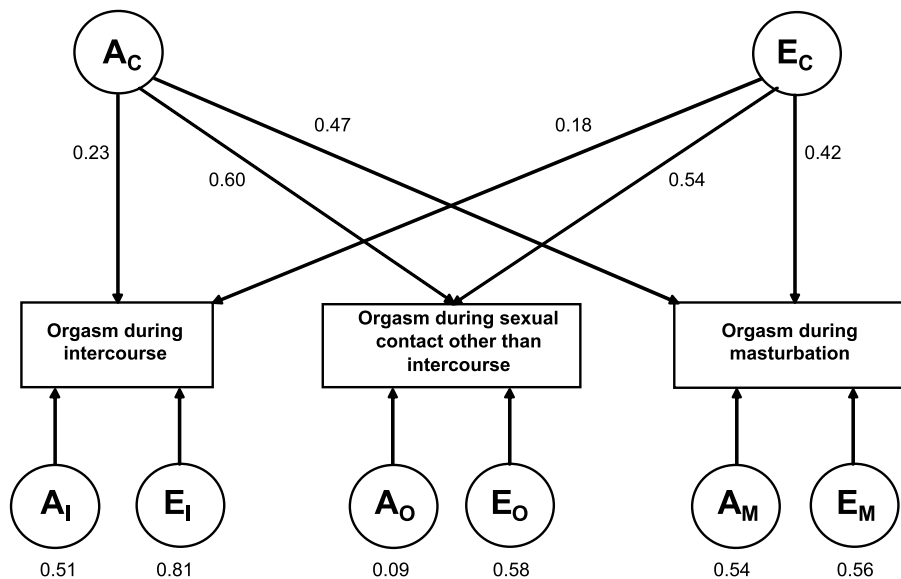 A_C
E_C
0.23
0.60
0.47
0.18
0.54
0.42
Orgasm during
intercourse
Orgasm during sexual
contact other than
intercourse
Orgasm during
masturbation
A_I
E_I
A_O
E_O
A_M
E_M
0.51
0.81
0.09
0.58
0.54
0.56